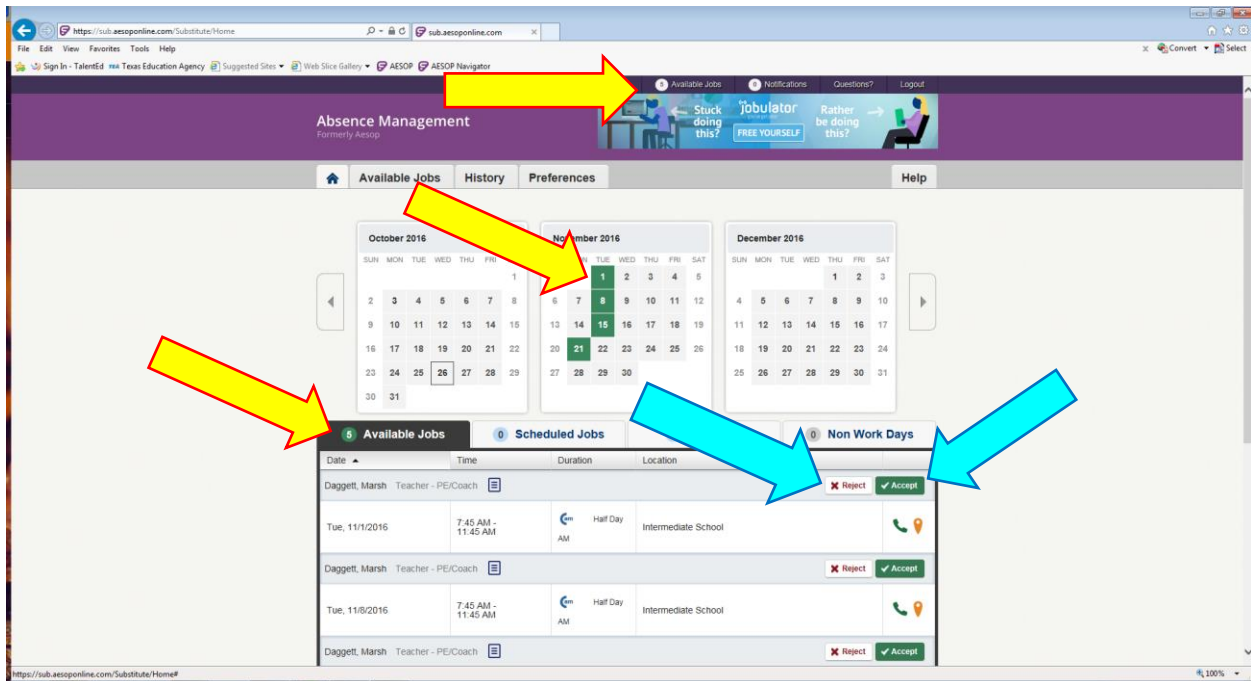 https://sub.aesoponline.com/Substitute/Home
sub.aesoponline.com
File Edit View Favorites Tools Help
x Convert Select
Sign In - TalentEd Texas Education Agency Suggested Sites Web Slice Gallery AESOP AESOP Navigator
5 Available Jobs 0 Notifications Questions? Logout
Absence Management
Formerly Aesop
Stuck doing this?
jobulator
FREE YOURSELF
Rather be doing this?
Available Jobs History Preferences Help
October 2016 November 2016 December 2016
SUN MON TUE WED THU FRI TUE WED THU FRI SAT SUN MON TUE WED THU FRI SAT
1 1 2 3 4 5 1 2 3
2 3 4 5 6 7 8 6 7 8 9 10 11 12 4 5 6 7 8 9 10
9 10 11 12 13 14 15 13 14 15 16 17 18 19 11 12 13 14 15 16 17
16 17 18 19 20 21 22 20 21 22 23 24 25 26 18 19 20 21 22 23 24
23 24 25 26 27 28 29 27 28 29 30 25 26 27 28 29 30 31
30 31
5 Available Jobs 0 Scheduled Jobs 0 Non Work Days
Date Time Duration Location
Daggett, Marsh Teacher - PE/Coach Reject Accept
Tue, 11/1/2016 7:45 AM - 11:45 AM am Half Day AM Intermediate School
Daggett, Marsh Teacher - PE/Coach Reject Accept
Tue, 11/8/2016 7:45 AM - 11:45 AM am Half Day AM Intermediate School
Daggett, Marsh Teacher - PE/Coach Reject Accept
https://sub.aesoponline.com/Substitute/Home#
100%